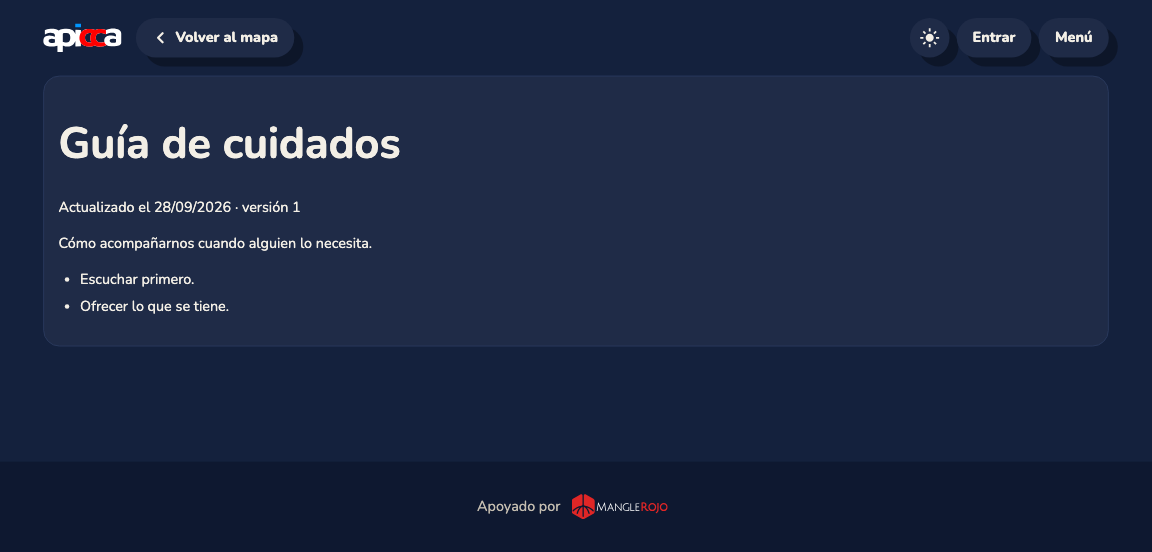 apicca
Volver al mapa
Entrar
Menú
Guía de cuidados
Actualizado el 28/09/2026 · versión 1
Cómo acompañarnos cuando alguien lo necesita.
• Escuchar primero.
• Ofrecer lo que se tiene.
Apoyado por
MANGLEROJO